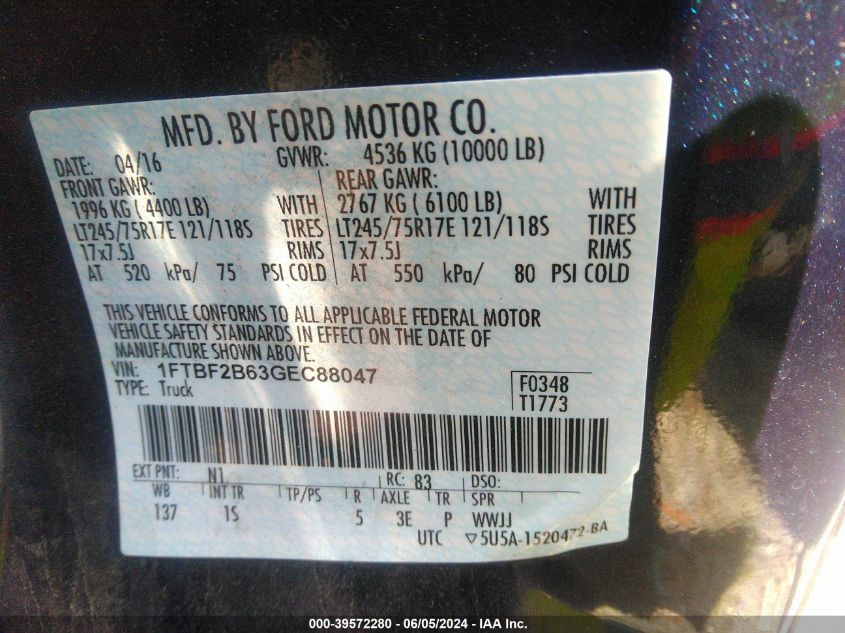 MFD. BY FORD MOTOR CO.
DATE: 04/16 GVWR: 4536 KG (10000 LB)
FRONT GAWR: REAR GAWR:
1996 KG ( 4400 LB) WITH 2767 KG ( 6100 LB) WITH
LT245/75R17E 121/118S TIRES LT245/75R17E 121/118S TIRES
17x7.5J RIMS 17x7.5J RIMS
AT 520 kPa/ 75 PSI COLD AT 550 kPa/ 80 PSI COLD
THIS VEHICLE CONFORMS TO ALL APPLICABLE FEDERAL MOTOR
VEHICLE SAFETY STANDARDS IN EFFECT ON THE DATE OF
MANUFACTURE SHOWN ABOVE.
VIN: 1FTBF2B63GEC88047 F0348
TYPE: Truck T1773
EXT PNT: N1 RC: 83 DSO:
WB INT TR TP/PS R AXLE TR SPR
137 1S 5 3E P WWJJ
UTC ▽5U5A-1520472-BA
000-39572280 - 06/05/2024 - IAA Inc.